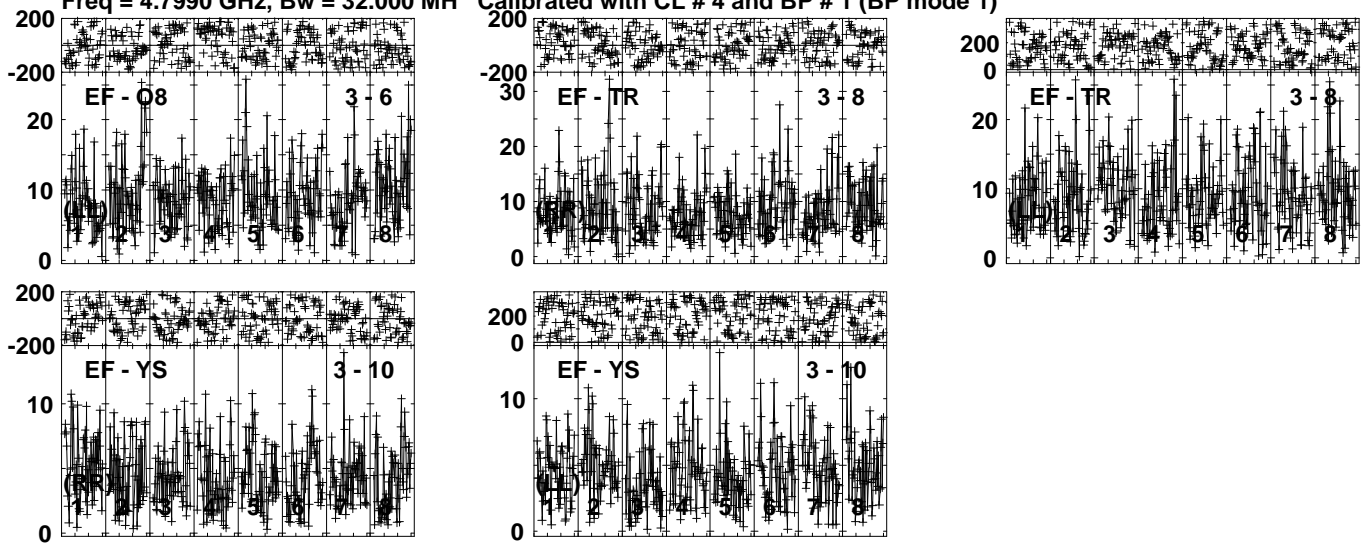 Freq = 4.7990 GHz, Bw = 32.000 MH Calibrated with CL # 4 and BP # 1 (BP mode 1)
200
-200
EF - O8 3 - 6
20
10
0
(LL)
1 2 3 4 5 6 7 8
200
-200
EF - TR 3 - 8
30
20
10
0
(RR)
1 2 3 4 5 6 7 8
200
0
EF - TR 3 - 8
20
10
0
(LL)
1 2 3 4 5 6 7 8
200
-200
EF - YS 3 - 10
10
0
(RR)
1 2 3 4 5 6 7 8
200
0
EF - YS 3 - 10
10
0
(LL)
1 2 3 4 5 6 7 8